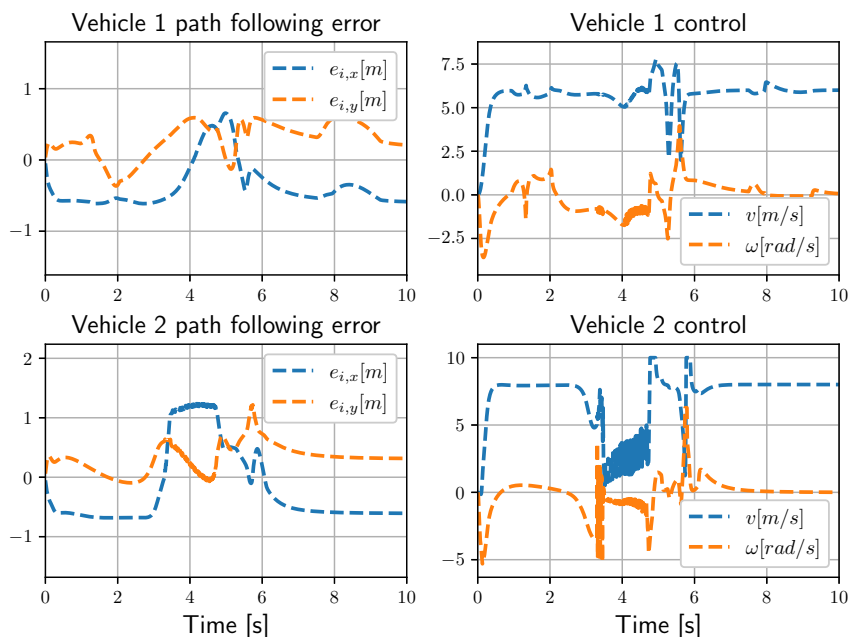 Vehicle 1 path following error
1
0
−1
e_{i,x}[m]
e_{i,y}[m]
0 2 4 6 8 10
Vehicle 1 control
7.5
5.0
2.5
0.0
−2.5
v[m/s]
ω[rad/s]
0 2 4 6 8 10
Vehicle 2 path following error
2
1
0
−1
e_{i,x}[m]
e_{i,y}[m]
0 2 4 6 8 10
Time [s]
Vehicle 2 control
10
5
0
−5
v[m/s]
ω[rad/s]
0 2 4 6 8 10
Time [s]